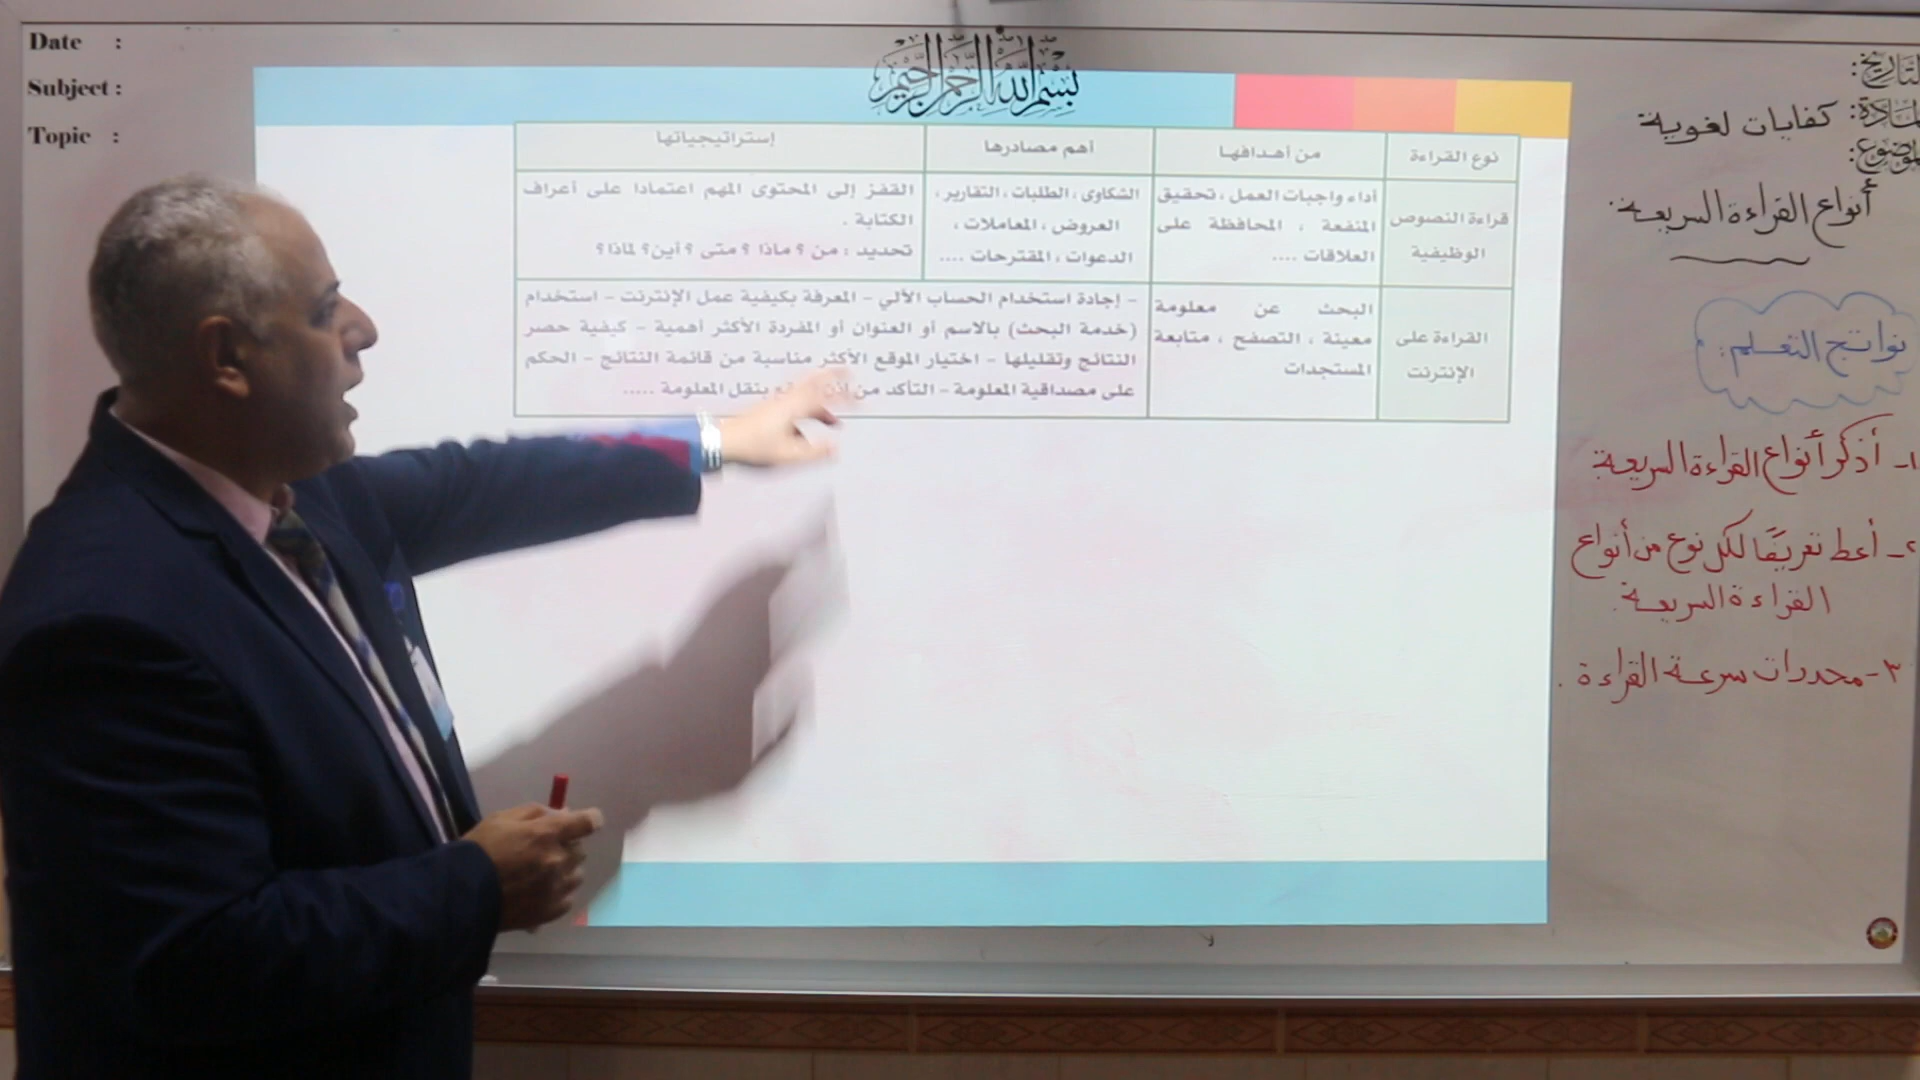 Date :
Subject :
Topic :
بسم الله الرحمن الرحيم
التاريخ:
المادة: كفايات لغوية
الموضوع:
أنواع القراءة السريعة.
نواتج التعلم:
١- أذكر أنواع القراءة السريعة
٢- أعط تعريفًا لكل نوع من أنواع
القراءة السريعة.
٣- محددات سرعة القراءة.
نوع القراءة
من أهدافها
أهم مصادرها
إستراتيجياتها
قراءة النصوص
الوظيفية
أداء واجبات العمل ، تحقيق
المنفعة ، المحافظة على
العلاقات ....
الشكاوى ، الطلبات ، التقارير ،
العروض ، المعاملات ،
الدعوات ، المقترحات ....
القفز إلى المحتوى المهم اعتمادا على أعراف
الكتابة .
تحديد : من ؟ ماذا ؟ متى ؟ أين؟ لماذا؟
القراءة على
الإنترنت
البحث عن معلومة
معينة ، التصفح ، متابعة
المستجدات
- إجادة استخدام الحساب الآلي - المعرفة بكيفية عمل الإنترنت - استخدام
(خدمة البحث) بالاسم أو العنوان أو المفردة الأكثر أهمية - كيفية حصر
النتائج وتقليلها - اختيار الموقع الأكثر مناسبة من قائمة النتائج - الحكم
على مصداقية المعلومة - التأكد من إذن بنقل المعلومة .....